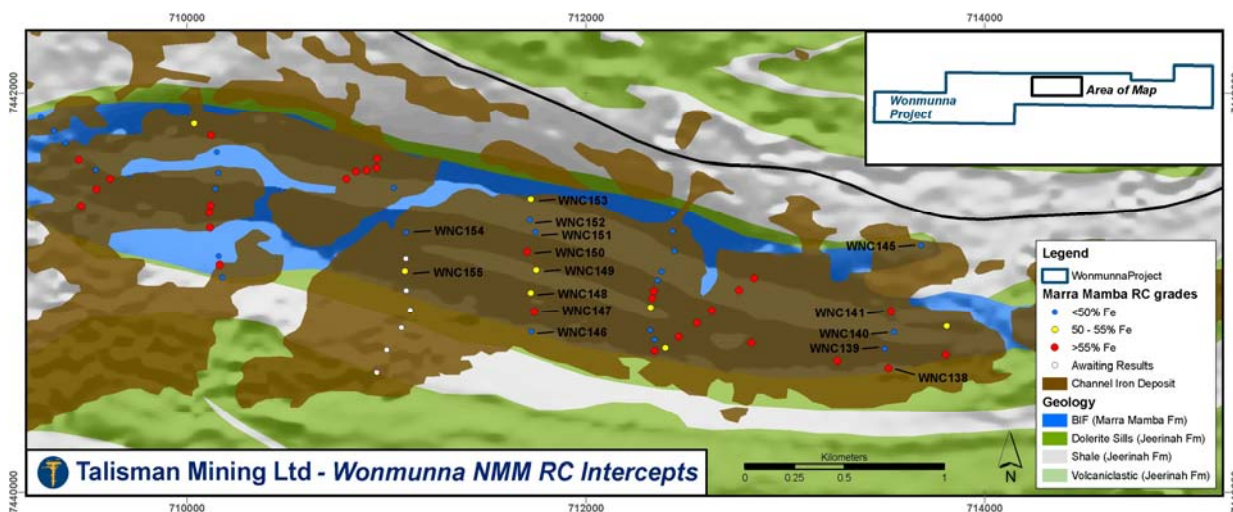 710000
712000
714000
7442000
Wonmunna
Project
Area of Map
WNC153
WNC152
WNC151
WNC154
WNC145
WNC150
WNC155
WNC149
WNC148
WNC147
WNC146
WNC141
WNC140
WNC139
WNC138
Legend
WonmunnaProject
Marra Mamba RC grades
<50% Fe
50 - 55% Fe
>55% Fe
Awaiting Results
Channel Iron Deposit
Geology
BIF (Marra Mamba Fm)
Dolerite Sills (Jeerinah Fm)
Shale (Jeerinah Fm)
Volcaniclastic (Jeerinah Fm)
Talisman Mining Ltd - Wonmunna NMM RC Intercepts
Kilometers
0 0.25 0.5 1
N
7440000
710000
712000
714000